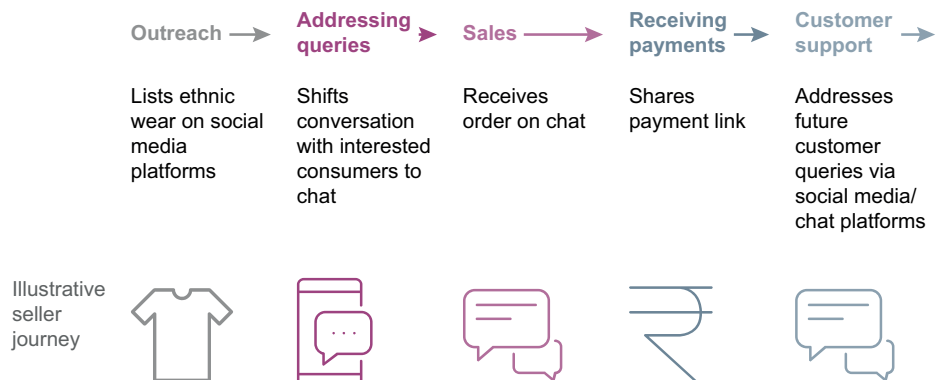 Outreach
Addressing
queries
Sales
Receiving
payments
Customer
support
Lists ethnic
wear on social
media
platforms
Shifts
conversation
with interested
consumers to
chat
Receives
order on chat
Shares
payment link
Addresses
future
customer
queries via
social media/
chat platforms
Illustrative
seller
journey